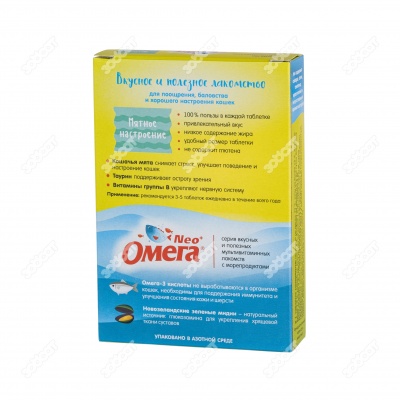 Вкусное и полезное лакомство
для поощрения, баловства
и хорошего настроения кошек
Мятное
настроение
• 100% пользы в каждой таблетке
• привлекательный вкус
• низкое содержание жира
• удобный размер таблетки
• не содержит глютена
• Кошачья мята снимает стресс, улучшает поведение и
настроение кошек
• Таурин поддерживает остроту зрения
• Витамины группы В укрепляют нервную систему
Применение: рекомендуется 3-5 таблеток ежедневно в течение всего года
Neo+
Омега
серия вкусных
и полезных
мультивитаминных
лакомств
с морепродуктами
Омега-3 кислоты не вырабатываются в организме
кошек, необходимы для поддержания иммунитета и
улучшения состояния кожи и шерсти
Новозеландские зеленые мидии – натуральный
источник глюкозамина для укрепления хрящевой
ткани суставов
УПАКОВАНО В АЗОТНОЙ СРЕДЕ